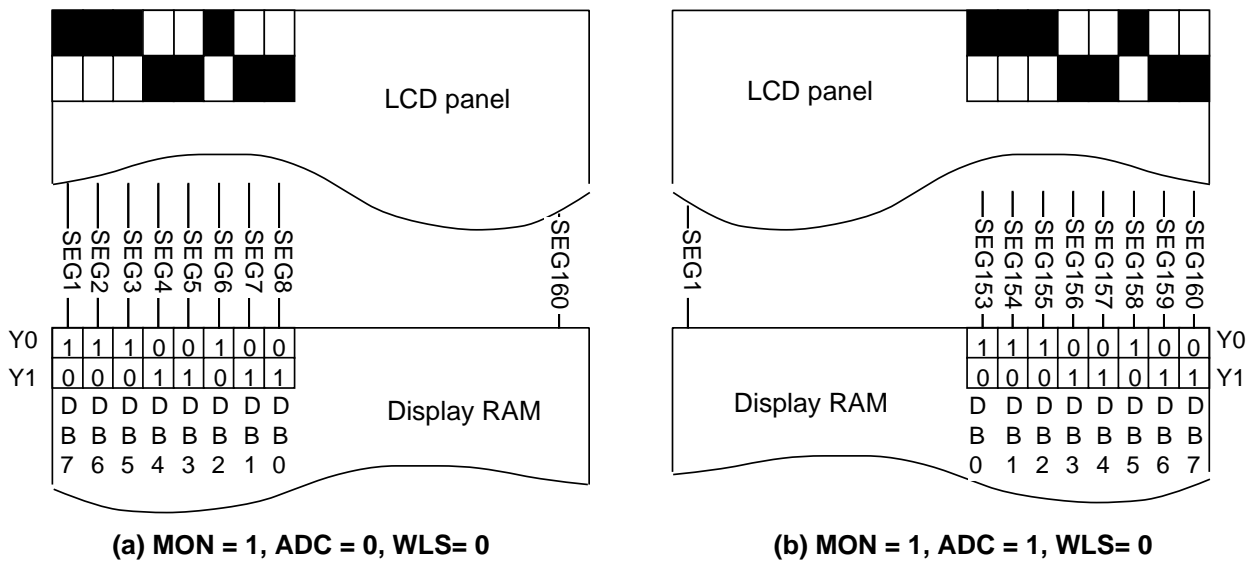 LCD panel
SEG1 SEG2 SEG3 SEG4 SEG5 SEG6 SEG7 SEG8
SEG160
Y0 1 1 1 0 0 1 0 0
Y1 0 0 0 1 1 0 1 1
D D D D D D D D
B B B B B B B B
7 6 5 4 3 2 1 0
Display RAM
(a) MON = 1, ADC = 0, WLS= 0
LCD panel
SEG1
SEG153 SEG154 SEG155 SEG156 SEG157 SEG158 SEG159 SEG160
1 1 1 0 0 1 0 0 Y0
0 0 0 1 1 0 1 1 Y1
Display RAM
D D D D D D D D
B B B B B B B B
0 1 2 3 4 5 6 7
(b) MON = 1, ADC = 1, WLS= 0